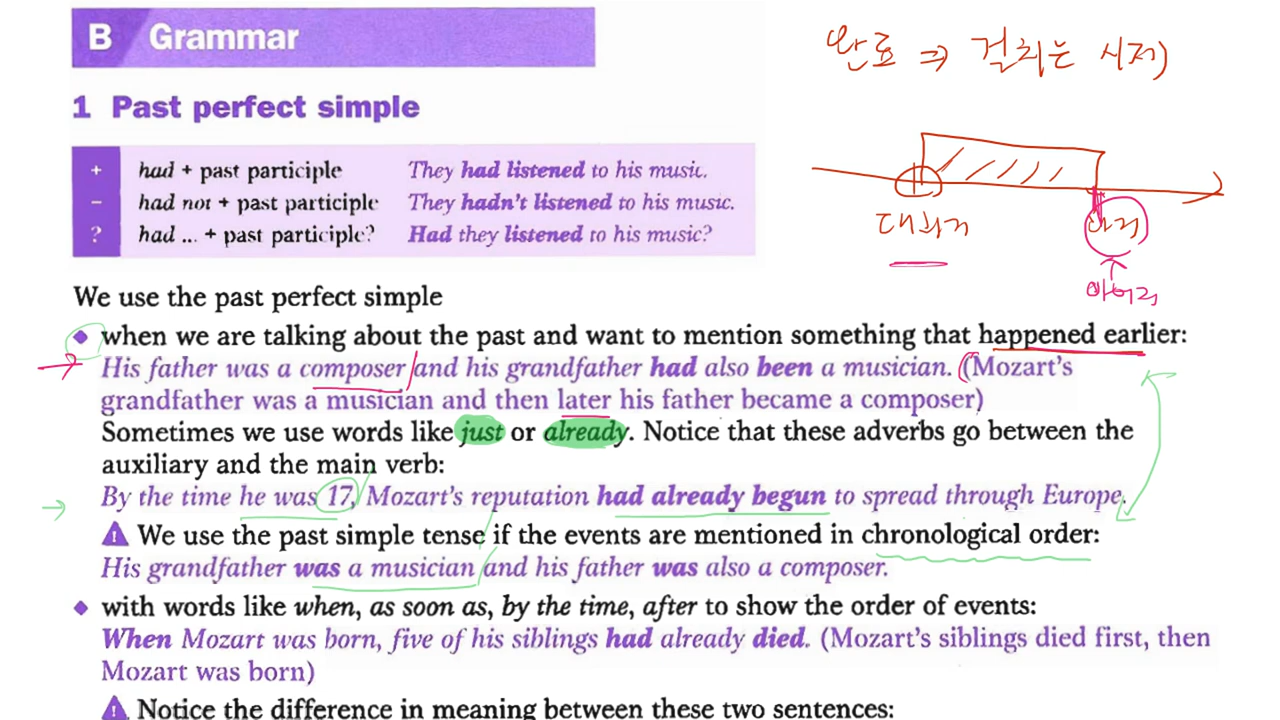 B Grammar
완료 ⇒ 걸치는 시제
1 Past perfect simple
+ had + past participle They had listened to his music.
– had not + past participle They hadn't listened to his music.
? had ... + past participle? Had they listened to his music?
대과거
과거
We use the past perfect simple
when we are talking about the past and want to mention something that happened earlier:
His father was a composer and his grandfather had also been a musician. (Mozart's
grandfather was a musician and then later his father became a composer)
Sometimes we use words like just or already. Notice that these adverbs go between the
auxiliary and the main verb:
By the time he was 17, Mozart's reputation had already begun to spread through Europe.
We use the past simple tense if the events are mentioned in chronological order:
His grandfather was a musician and his father was also a composer.
with words like when, as soon as, by the time, after to show the order of events:
When Mozart was born, five of his siblings had already died. (Mozart's siblings died first, then
Mozart was born)
Notice the difference in meaning between these two sentences: